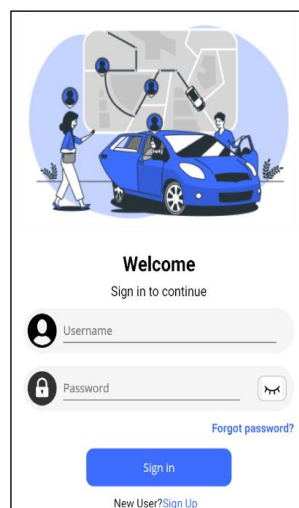 Welcome
Sign in to continue
Username
Password
Forgot password?
Sign in
New User?Sign Up